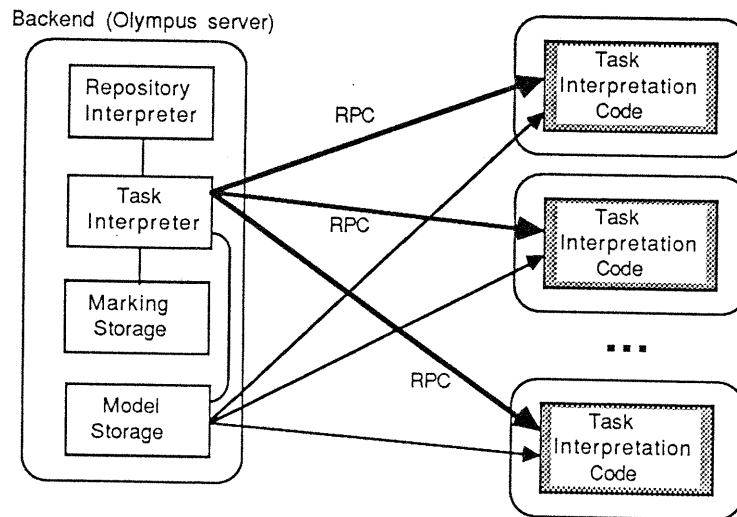 Backend (Olympus server)
Repository
Interpreter
Task
Interpreter
Marking
Storage
Model
Storage
RPC
RPC
RPC
Task
Interpretation
Code
Task
Interpretation
Code
...
Task
Interpretation
Code